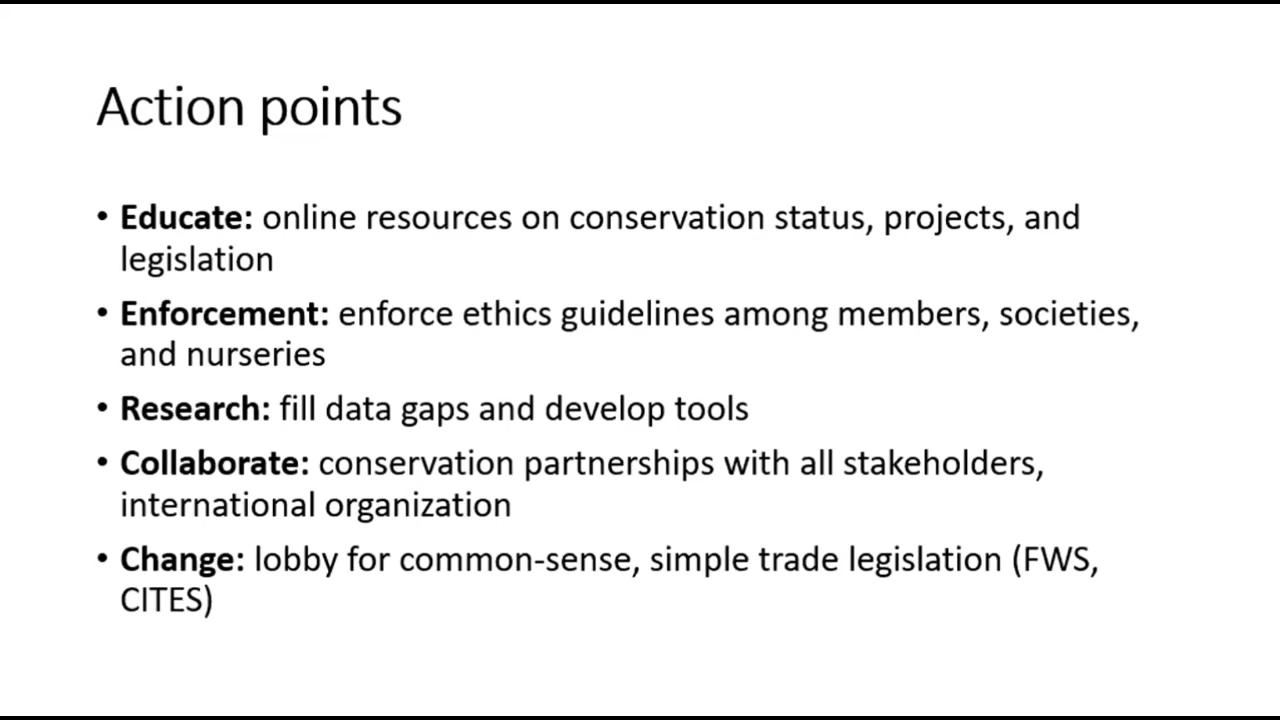 Action points
• Educate: online resources on conservation status, projects, and
legislation
• Enforcement: enforce ethics guidelines among members, societies,
and nurseries
• Research: fill data gaps and develop tools
• Collaborate: conservation partnerships with all stakeholders,
international organization
• Change: lobby for common-sense, simple trade legislation (FWS,
CITES)